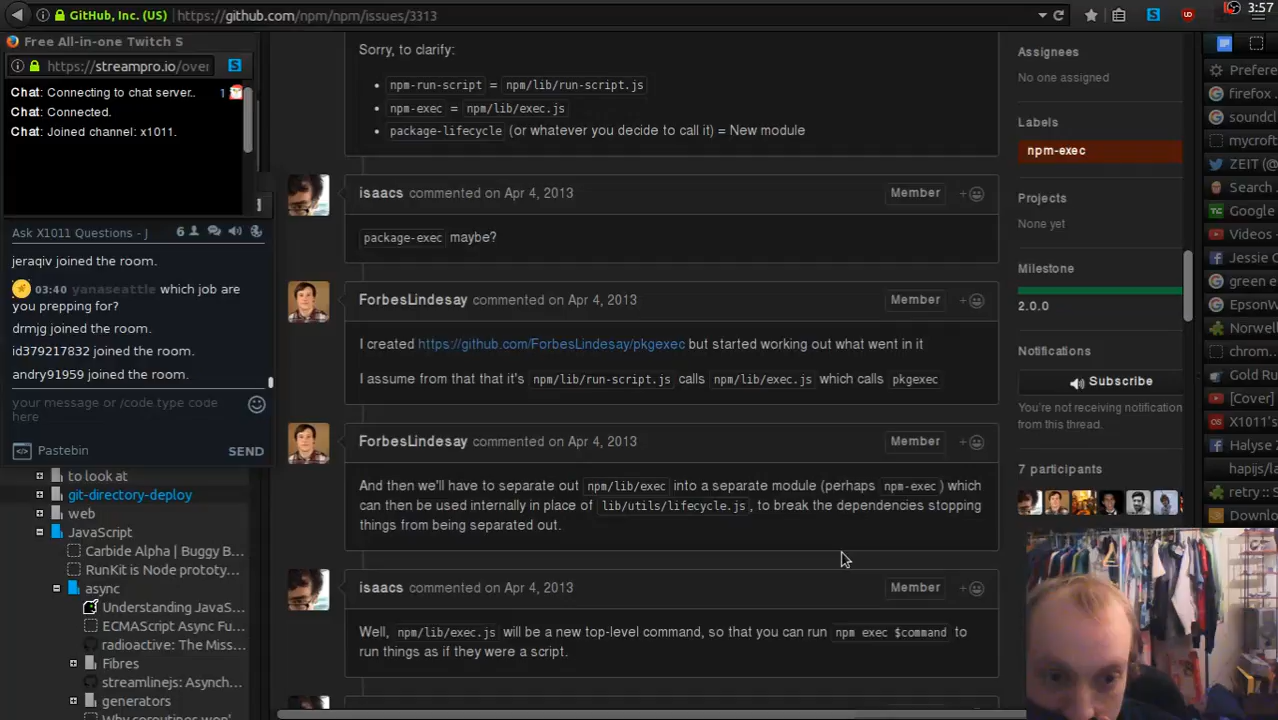 GitHub, Inc. (US)
https://github.com/npm/npm/issues/3313
3:57
Free All-in-one Twitch S
https://streampro.io/over
Chat: Connecting to chat server..
1
Chat: Connected.
Chat: Joined channel: x1011.
Ask X1011 Questions - J
6
jeraqiv joined the room.
03:40 yanaseattle which job are
you prepping for?
drmjg joined the room.
id379217832 joined the room.
andry91959 joined the room.
your message or /code type code
here
Pastebin
SEND
to look at
git-directory-deploy
web
JavaScript
Carbide Alpha | Buggy B...
RunKit is Node prototy...
async
Understanding JavaS...
ECMAScript Async Fu...
radioactive: The Miss...
Fibres
streamlinejs: Asynch...
generators
Why coroutines won'...
Sorry, to clarify:
npm-run-script = npm/lib/run-script.js
npm-exec = npm/lib/exec.js
package-lifecycle (or whatever you decide to call it) = New module
isaacs commented on Apr 4, 2013
Member
package-exec maybe?
ForbesLindesay commented on Apr 4, 2013
Member
I created https://github.com/ForbesLindesay/pkgexec but started working out what went in it
I assume from that that it's npm/lib/run-script.js calls npm/lib/exec.js which calls pkgexec
ForbesLindesay commented on Apr 4, 2013
Member
And then we'll have to separate out npm/lib/exec into a separate module (perhaps npm-exec) which
can then be used internally in place of lib/utils/lifecycle.js, to break the dependencies stopping
things from being separated out.
isaacs commented on Apr 4, 2013
Member
Well, npm/lib/exec.js will be a new top-level command, so that you can run npm exec $command to
run things as if they were a script.
Assignees
No one assigned
Labels
npm-exec
Projects
None yet
Milestone
2.0.0
Notifications
Subscribe
You're not receiving notification
from this thread.
7 participants
Prefere
firefox
soundcl
mycroft
ZEIT (@
Search
Google
Videos -
Jessie C
green e
EpsonW
Norwell
chrom...
Gold Ru
[Cover]
X1011's
Halyse
hapijs/la
retry ::
Downlo